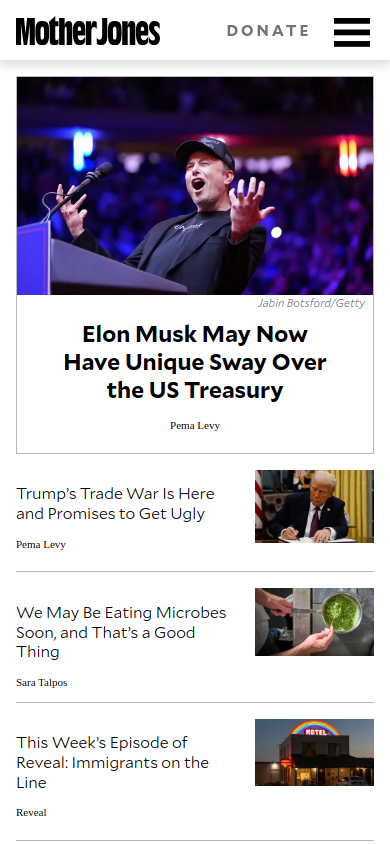 Mother Jones
DONATE
Jabin Botsford/Getty
Elon Musk May Now
Have Unique Sway Over
the US Treasury
Pema Levy
Trump's Trade War Is Here
and Promises to Get Ugly
Pema Levy
We May Be Eating Microbes
Soon, and That's a Good
Thing
Sara Talpos
This Week's Episode of
Reveal: Immigrants on the
Line
Reveal
MOTEL